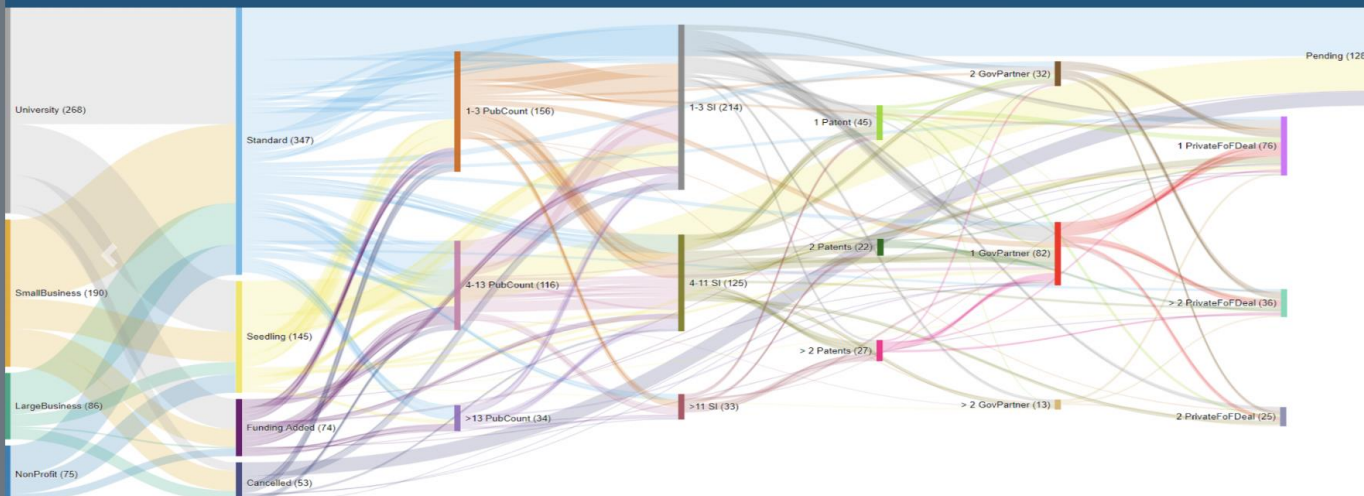 University (268)
SmallBusiness (190)
LargeBusiness (86)
NonProfit (75)
Standard (347)
Seedling (145)
Funding Added (74)
Cancelled (53)
1-3 PubCount (156)
4-13 PubCount (116)
>13 PubCount (34)
1-3 SI (214)
4-11 SI (125)
>11 SI (33)
1 Patent (45)
2 Patents (22)
> 2 Patents (27)
2 GovPartner (32)
1 GovPartner (82)
> 2 GovPartner (13)
Pending (128
1 PrivateFoFDeal (76)
> 2 PrivateFoFDeal (36)
2 PrivateFoFDeal (25)